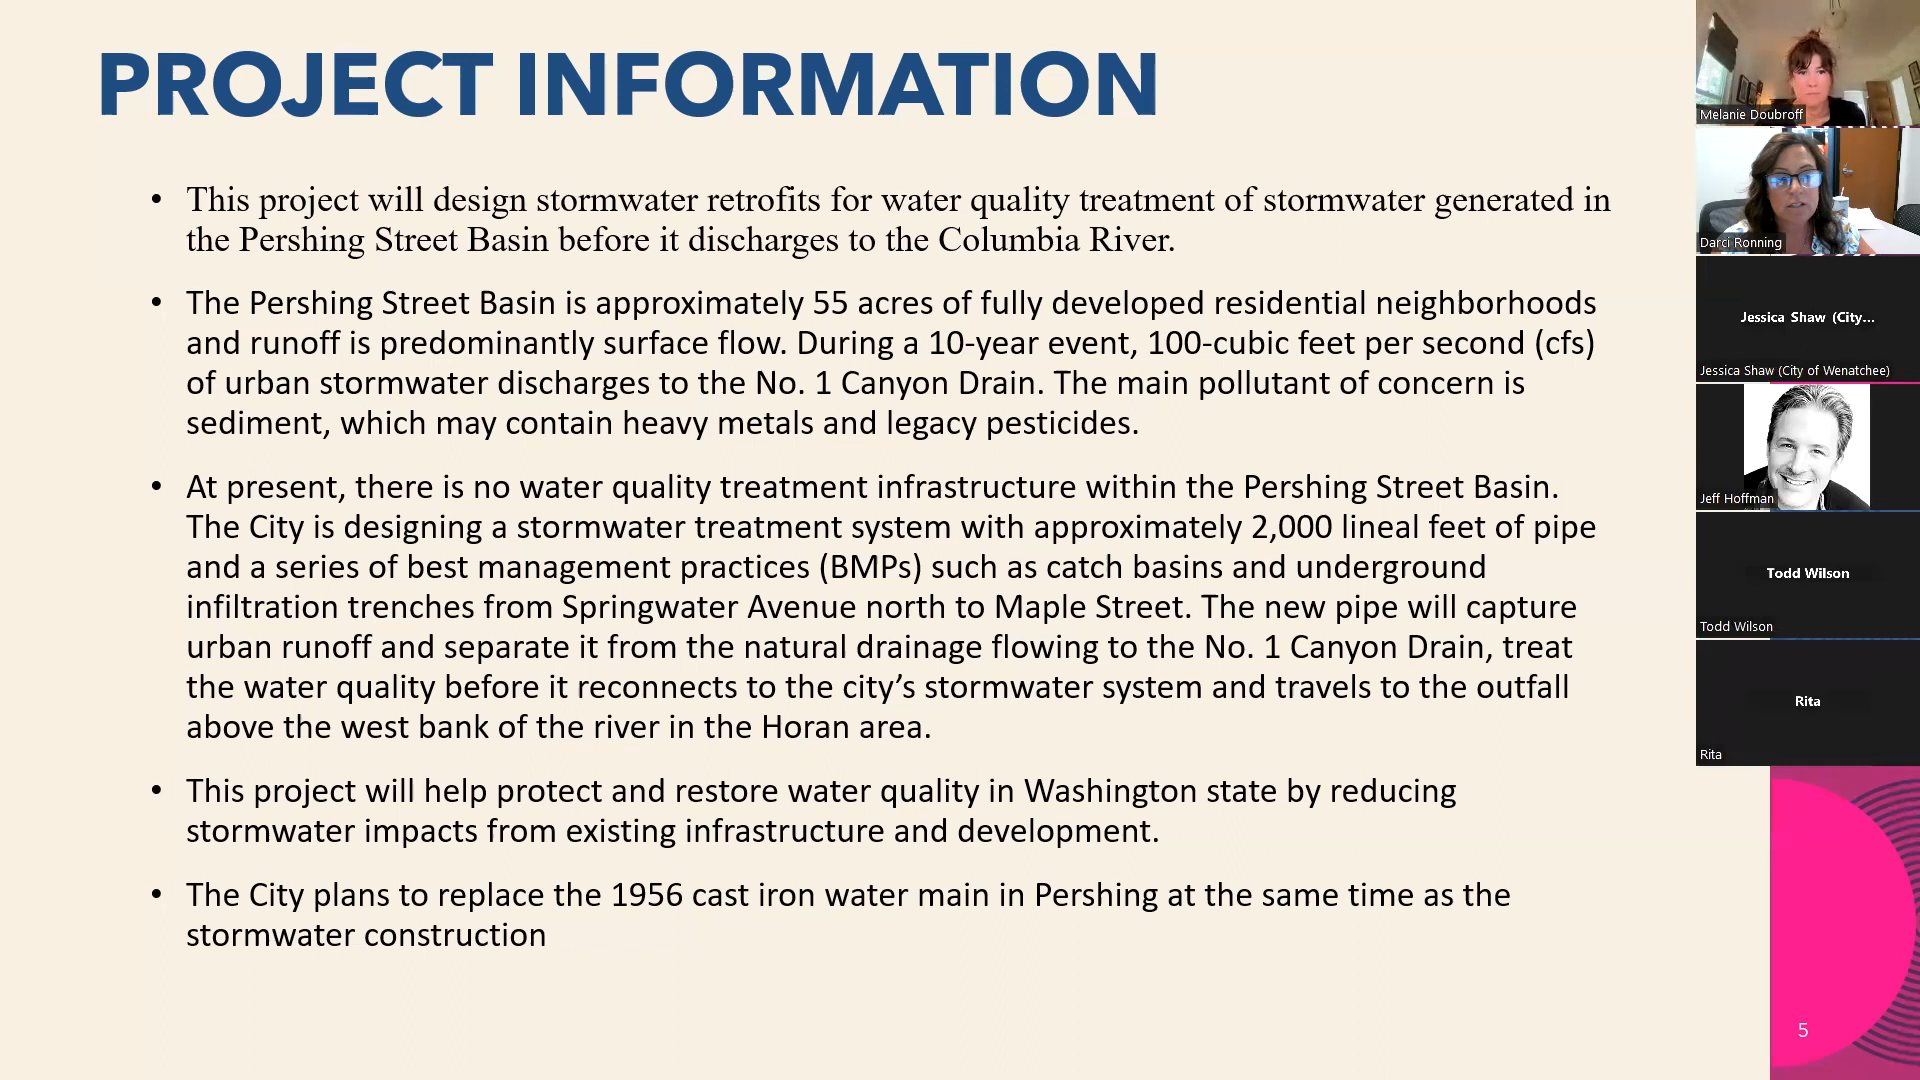 PROJECT INFORMATION
• This project will design stormwater retrofits for water quality treatment of stormwater generated in
the Pershing Street Basin before it discharges to the Columbia River.
• The Pershing Street Basin is approximately 55 acres of fully developed residential neighborhoods
and runoff is predominantly surface flow. During a 10-year event, 100-cubic feet per second (cfs)
of urban stormwater discharges to the No. 1 Canyon Drain. The main pollutant of concern is
sediment, which may contain heavy metals and legacy pesticides.
• At present, there is no water quality treatment infrastructure within the Pershing Street Basin.
The City is designing a stormwater treatment system with approximately 2,000 lineal feet of pipe
and a series of best management practices (BMPs) such as catch basins and underground
infiltration trenches from Springwater Avenue north to Maple Street. The new pipe will capture
urban runoff and separate it from the natural drainage flowing to the No. 1 Canyon Drain, treat
the water quality before it reconnects to the city’s stormwater system and travels to the outfall
above the west bank of the river in the Horan area.
• This project will help protect and restore water quality in Washington state by reducing
stormwater impacts from existing infrastructure and development.
• The City plans to replace the 1956 cast iron water main in Pershing at the same time as the
stormwater construction
5
Melanie Doubroff
Darci Ronning
Jessica Shaw (City...
Jessica Shaw (City of Wenatchee)
Jeff Hoffman
Todd Wilson
Todd Wilson
Rita
Rita